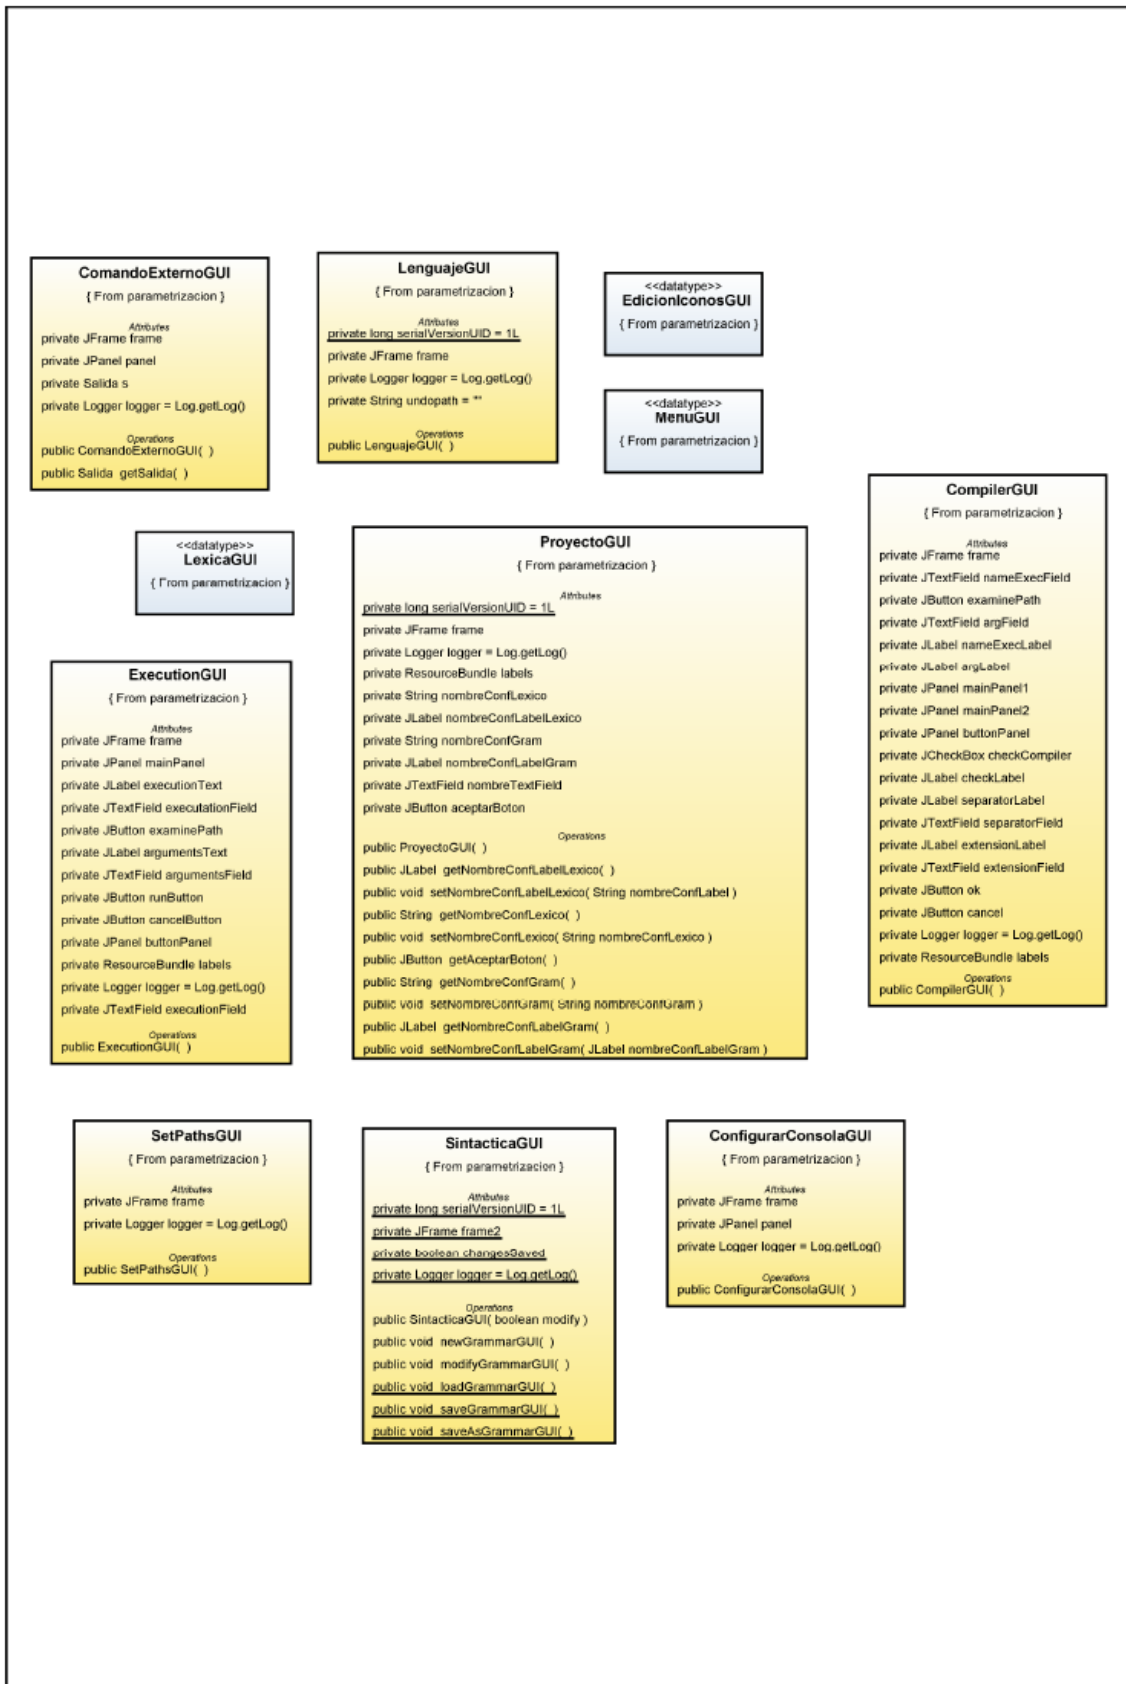 ComandoExternoGUI
{ From parametrizacion }
Attributes
private JFrame frame
private JPanel panel
private Salida s
private Logger logger = Log.getLog()
Operations
public ComandoExternoGUI( )
public Salida getSalida( )
LenguajeGUI
{ From parametrizacion }
Attributes
private long serialVersionUID = 1L
private JFrame frame
private Logger logger = Log.getLog()
private String undopath = ""
Operations
public LenguajeGUI( )
<<datatype>>
EdicionIconosGUI
{ From parametrizacion }
<<datatype>>
MenuGUI
{ From parametrizacion }
CompilerGUI
{ From parametrizacion }
Attributes
private JFrame frame
private JTextField nameExecField
private JButton examinePath
private JTextField argField
private JLabel nameExecLabel
private JLabel argLabel
private JPanel mainPanel1
private JPanel mainPanel2
private JPanel buttonPanel
private JCheckBox checkCompiler
private JLabel checkLabel
private JLabel separatorLabel
private JTextField separatorField
private JLabel extensionLabel
private JTextField extensionField
private JButton ok
private JButton cancel
private Logger logger = Log.getLog()
private ResourceBundle labels
Operations
public CompilerGUI( )
<<datatype>>
LexicaGUI
{ From parametrizacion }
ProyectoGUI
{ From parametrizacion }
Attributes
private long serialVersionUID = 1L
private JFrame frame
private Logger logger = Log.getLog()
private ResourceBundle labels
private String nombreConfLexico
private JLabel nombreConfLabelLexico
private String nombreConfGram
private JLabel nombreConfLabelGram
private JTextField nombreTextField
private JButton aceptarBoton
Operations
public ProyectoGUI( )
public JLabel getNombreConfLabelLexico( )
public void setNombreConfLabelLexico( String nombreConfLabel )
public String getNombreConfLexico( )
public void setNombreConfLexico( String nombreConfLexico )
public JButton getAceptarBoton( )
public String getNombreConfGram( )
public void setNombreConfGram( String nombreConfGram )
public JLabel getNombreConfLabelGram( )
public void setNombreConfLabelGram( JLabel nombreConfLabelGram )
ExecutionGUI
{ From parametrizacion }
Attributes
private JFrame frame
private JPanel mainPanel
private JLabel executionText
private JTextField executationField
private JButton examinePath
private JLabel argumentsText
private JTextField argumentsField
private JButton runButton
private JButton cancelButton
private JPanel buttonPanel
private ResourceBundle labels
private Logger logger = Log.getLog()
private JTextField executionField
Operations
public ExecutionGUI( )
SetPathsGUI
{ From parametrizacion }
Attributes
private JFrame frame
private Logger logger = Log.getLog()
Operations
public SetPathsGUI( )
SintacticaGUI
{ From parametrizacion }
Attributes
private long serialVersionUID = 1L
private JFrame frame2
private boolean changesSaved
private Logger logger = Log.getLog()
Operations
public SintacticaGUI( boolean modify )
public void newGrammarGUI( )
public void modifyGrammarGUI( )
public void loadGrammarGUI( )
public void saveGrammarGUI( )
public void saveAsGrammarGUI( )
ConfigurarConsolaGUI
{ From parametrizacion }
Attributes
private JFrame frame
private JPanel panel
private Logger logger = Log.getLog()
Operations
public ConfigurarConsolaGUI( )